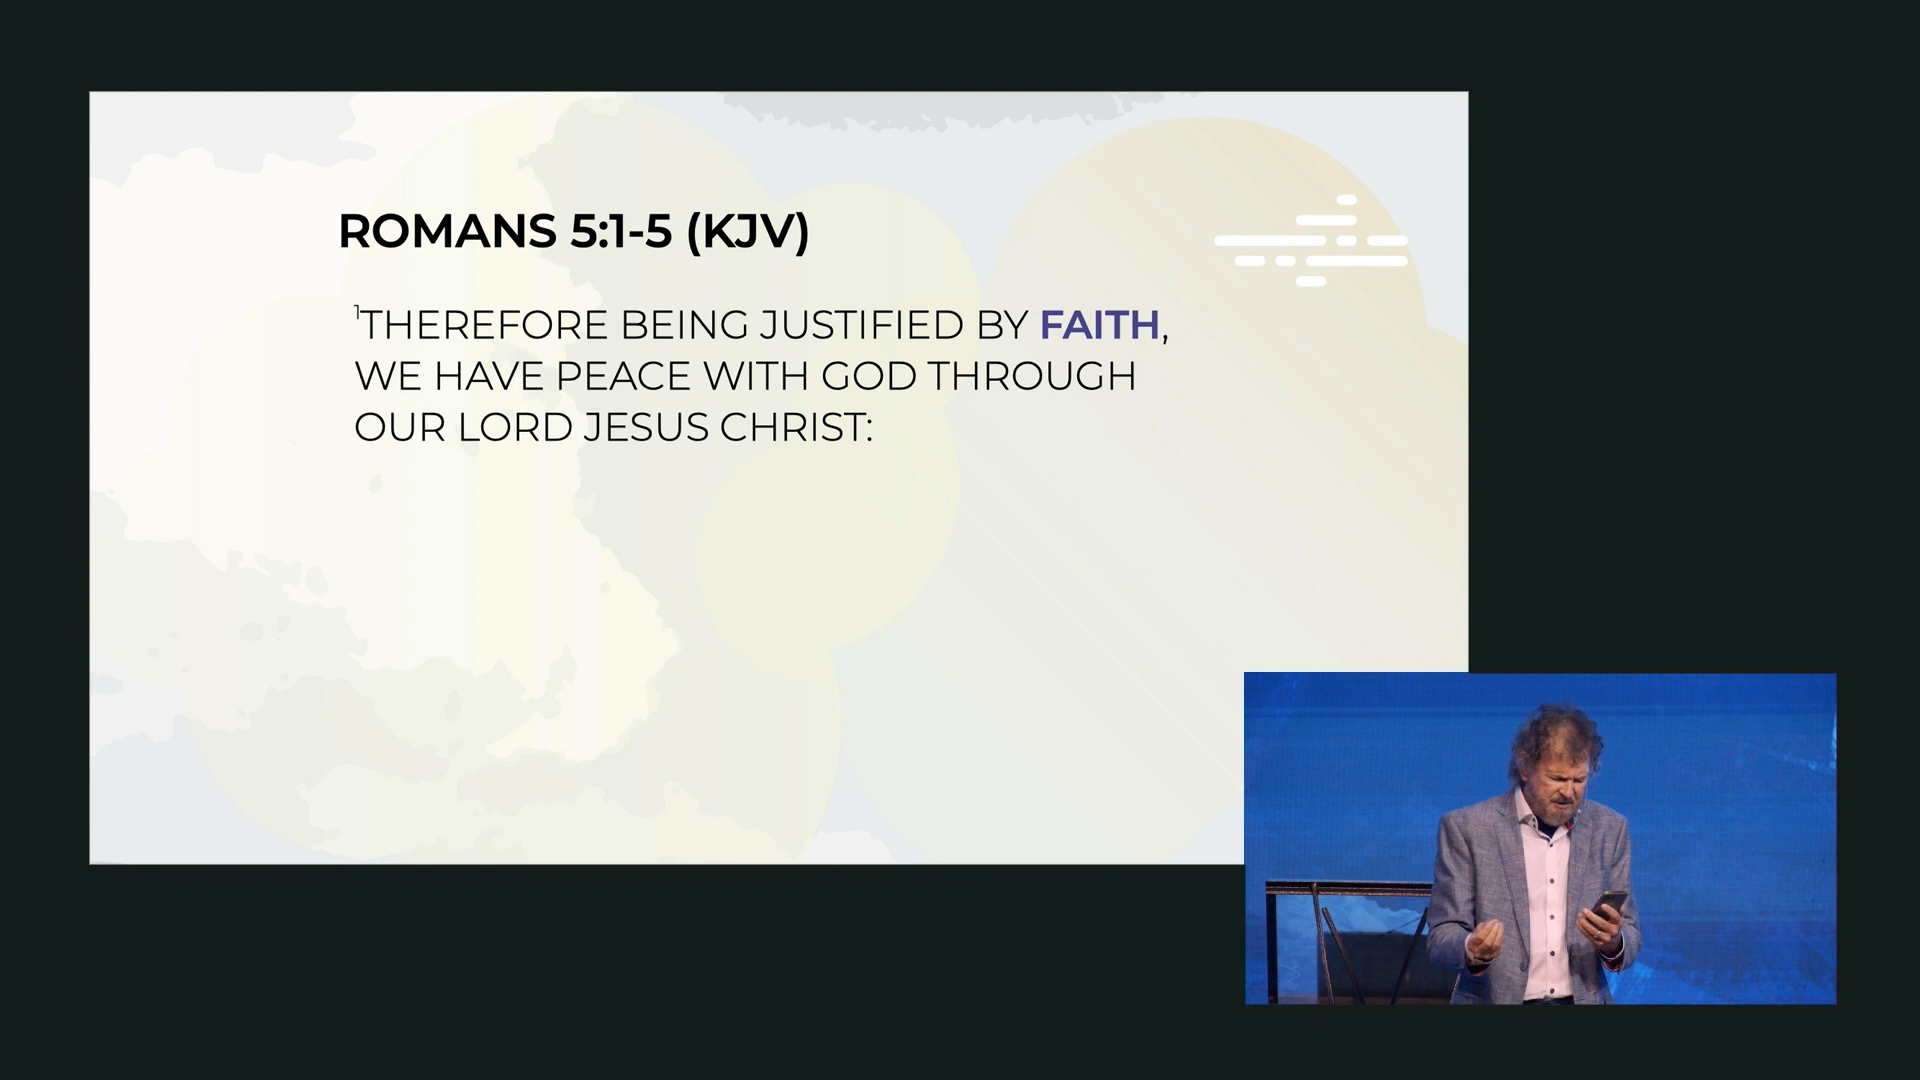 ROMANS 5:1-5 (KJV)
¹THEREFORE BEING JUSTIFIED BY FAITH,
WE HAVE PEACE WITH GOD THROUGH
OUR LORD JESUS CHRIST: